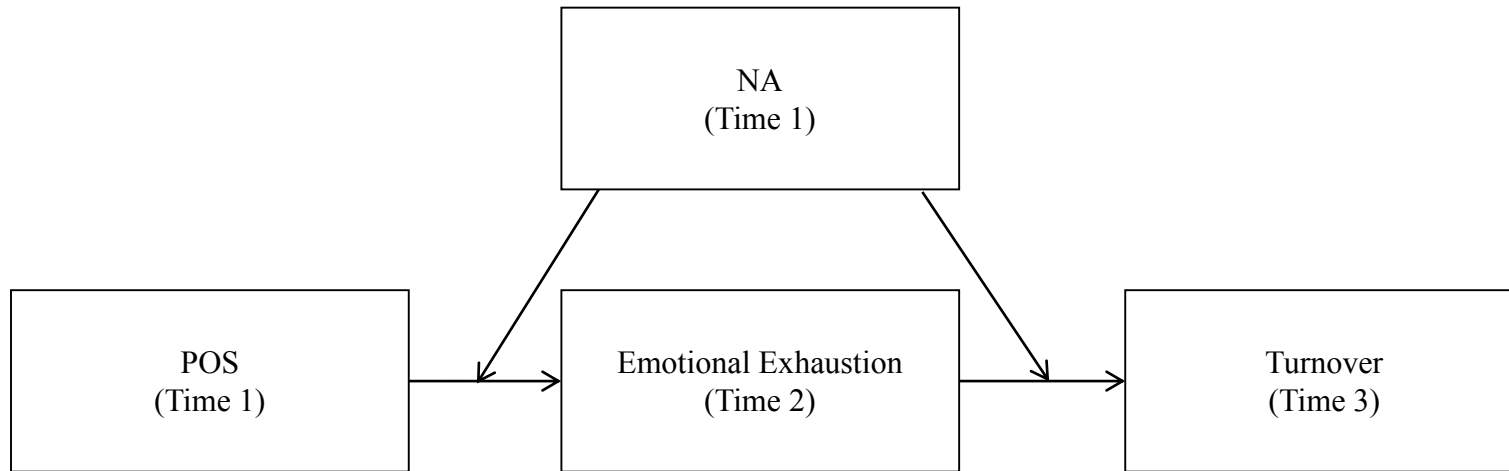 NA
(Time 1)
POS
(Time 1)
Emotional Exhaustion
(Time 2)
Turnover
(Time 3)